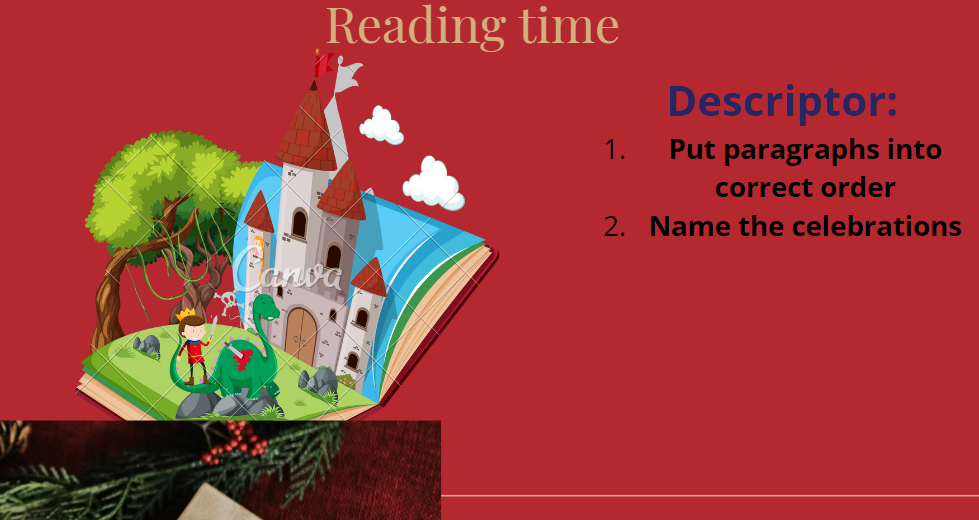 Reading time
Descriptor:
1. Put paragraphs into
correct order
2. Name the celebrations
Canva